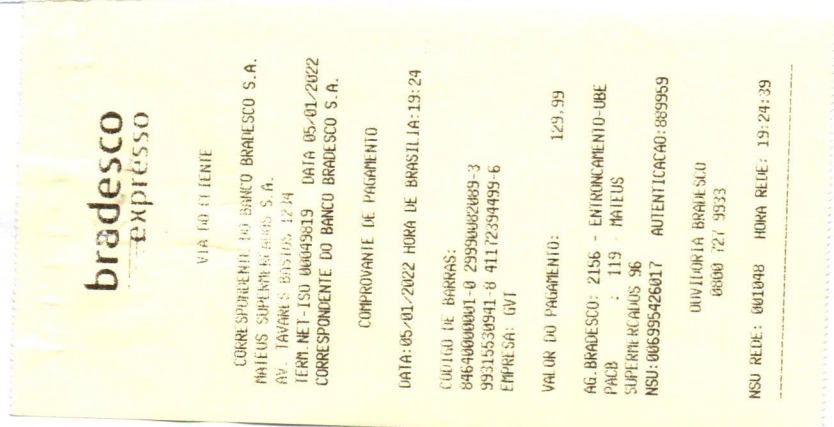 bradesco
expresso
VIA DO CLIENTE
CORRESPONDENTE DO BANCO BRADESCO S.A.
MATEUS SUPERMERCADOS S.A.
AV. TAVARES BASTOS, 1234
TERM.NET-ISO 00049819 DATA 05/01/2022
CORRESPONDENTE DO BANCO BRADESCO S.A.
COMPROVANTE DE PAGAMENTO
DATA:05/01/2022 HORA DE BRASILIA:19:24
CODIGO DE BARRAS:
84640000001-0 29990082089-3
99315530941-8 41172394499-6
EMPRESA: GVT
VALOR DO PAGAMENTO: 129,99
AG.BRADESCO: 2156 - ENTRONCAMENTO-UBE
PACB : 119 - MATEUS
SUPERMERCADOS 96
NSU:006995426017 AUTENTICACAO:889959
OUVIDORIA BRADESCO
0800 727 9933
NSU REDE: 001048 HORA REDE: 19:24:39